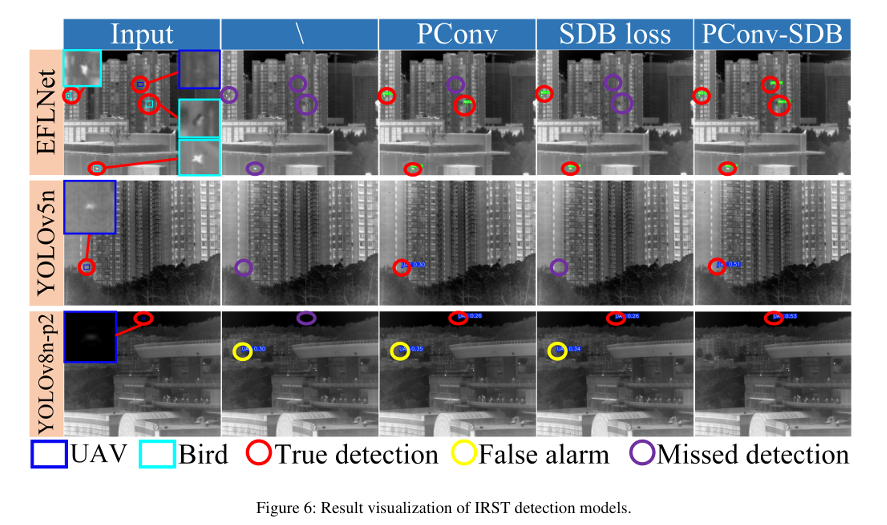 Input \ PConv SDB loss PConv-SDB
EFLNet
YOLOv5n
UAV:0.30 UAV:0.51
YOLOv8n-p2
UAV:0.26 UAV:0.26 UAV:0.53
UAV:0.30 UAV:0.35 UAV:0.34
UAV Bird True detection False alarm Missed detection
Figure 6: Result visualization of IRST detection models.